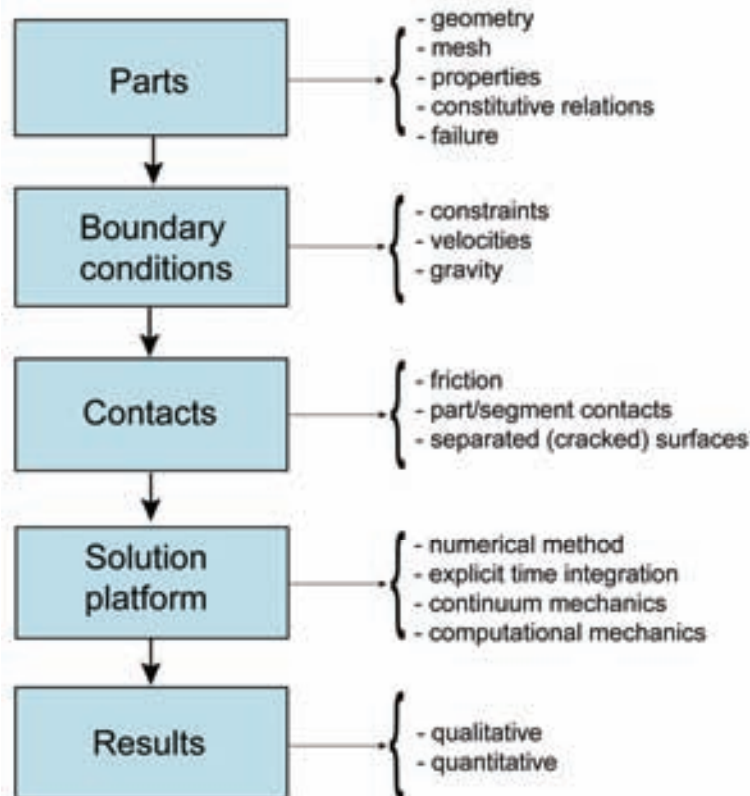 Parts
- geometry
- mesh
- properties
- constitutive relations
- failure
Boundary
conditions
- constraints
- velocities
- gravity
Contacts
- friction
- part/segment contacts
- separated (cracked) surfaces
Solution
platform
- numerical method
- explicit time integration
- continuum mechanics
- computational mechanics
Results
- qualitative
- quantitative